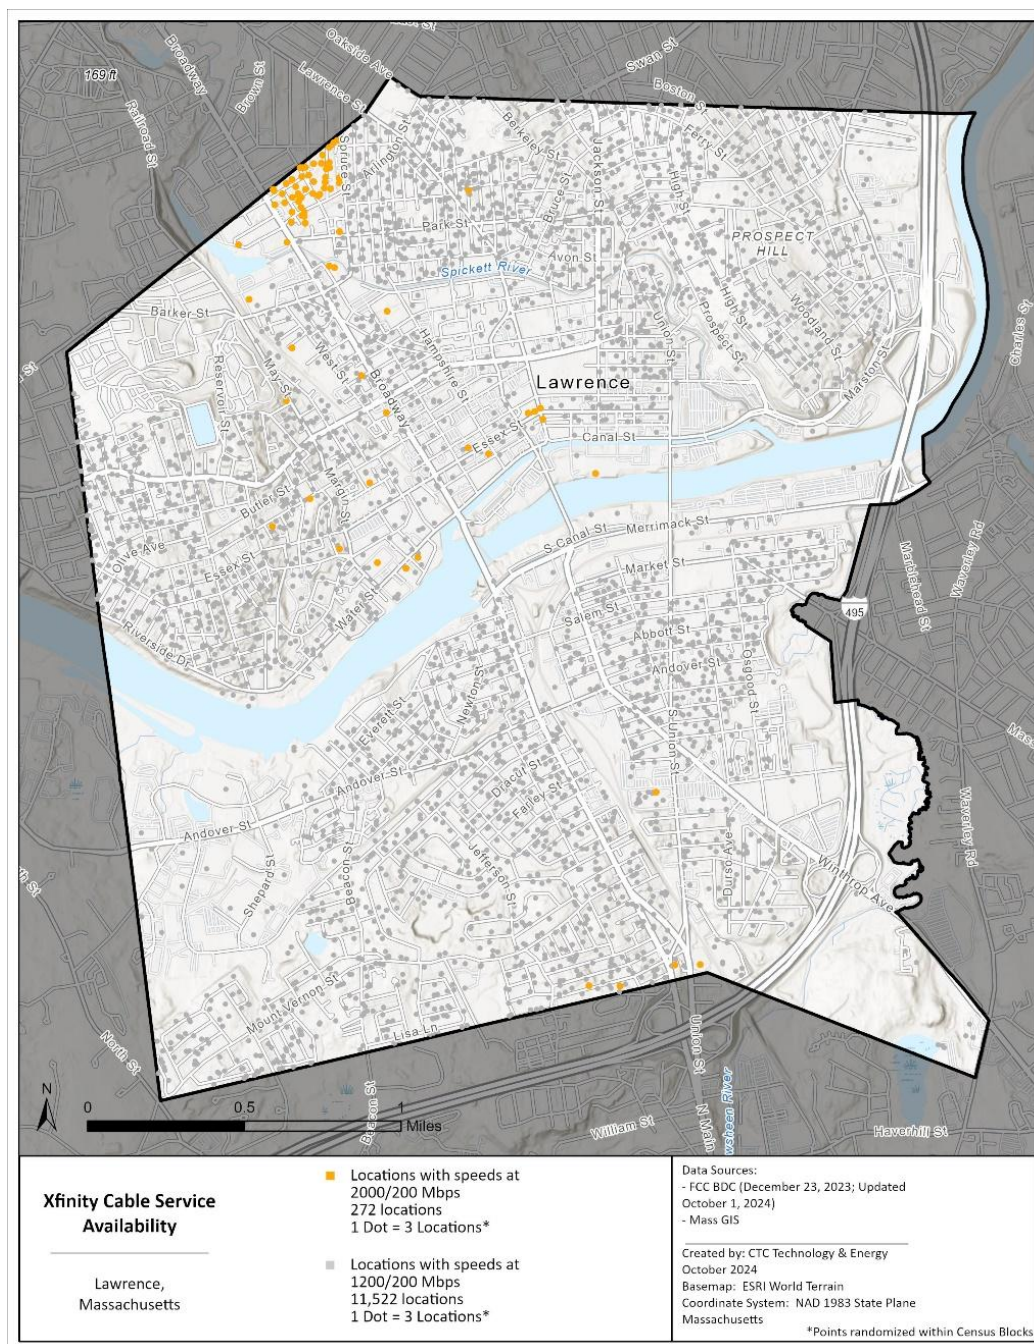 Oakside Ave
Swan St
Broadway
169 ft
Brown St
Lawrence St
Boston St
Railroad St
Berkeley St
Ferry St
Arlington St
Spruce St
Jackson St
Bruce St
High St
Park St
PROSPECT
HILL
Avon St
Spickett River
Barker St
Woodland St
High St
Prospect St
Union St
Charles St
Hampshire St
West St
Reservoir St
May St
Broadway
Marston St
Lawrence
Essex St
Canal St
Margin St
Butler St
S Canal St
Merrimack St
Olive Ave
Essex St
Market St
Waverley Rd
Marblehead St
Water St
495
Salem St
Abbott St
Riverside Dr
Andover St
Osgood St
Newton St
Everett St
S Union St
Andover St
Dracut St
Farley St
Waverley Rd
Andover St
Durso Ave
Jefferson St
Beacon St
Shepard St
Winthrop Ave
Mount Vernon St
Lisa Ln
North St
Union St
N
0
0.5
1
Miles
Beacon St
William St
N Main
Haverhill St
Xfinity Cable Service
Availability
Lawrence,
Massachusetts
Locations with speeds at
2000/200 Mbps
272 locations
1 Dot = 3 Locations*
Locations with speeds at
1200/200 Mbps
11,522 locations
1 Dot = 3 Locations*
Data Sources:
- FCC BDC (December 23, 2023; Updated
October 1, 2024)
- Mass GIS
Created by: CTC Technology & Energy
October 2024
Basemap: ESRI World Terrain
Coordinate System: NAD 1983 State Plane
Massachusetts
*Points randomized within Census Blocks